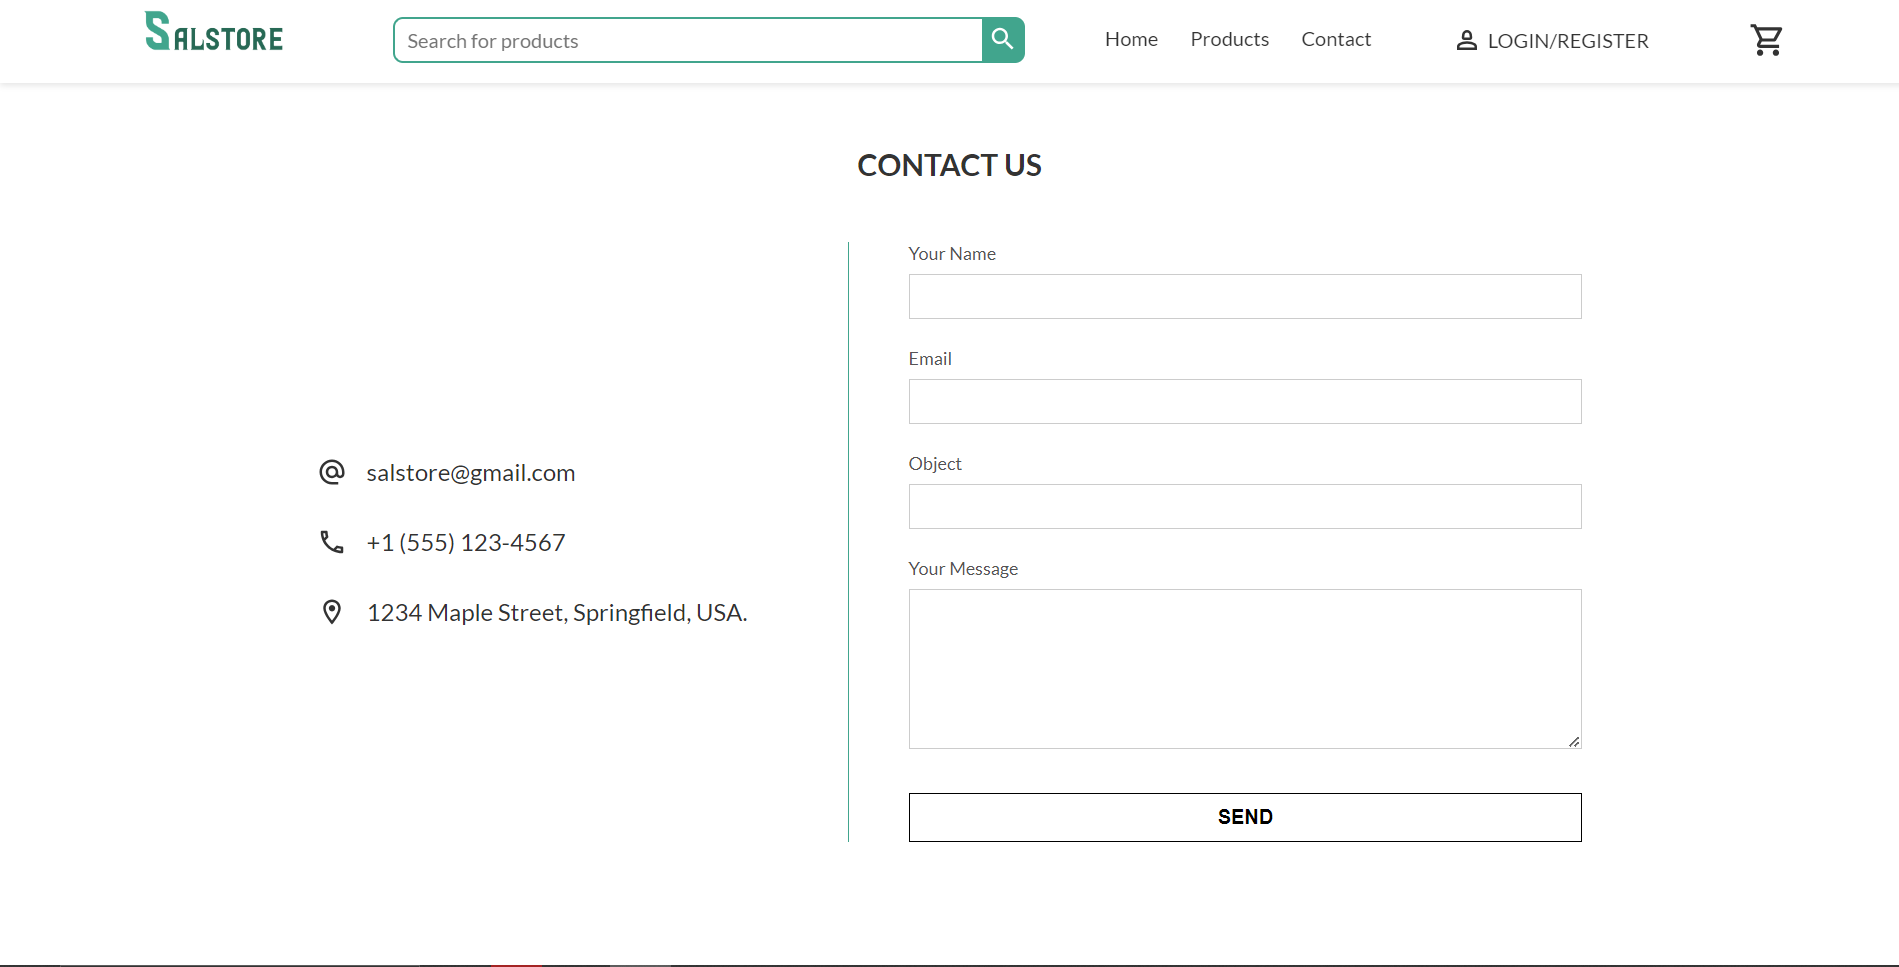 SALSTORE
Search for products
Home Products Contact
LOGIN/REGISTER
CONTACT US
salstore@gmail.com
+1 (555) 123-4567
1234 Maple Street, Springfield, USA.
Your Name
Email
Object
Your Message
SEND